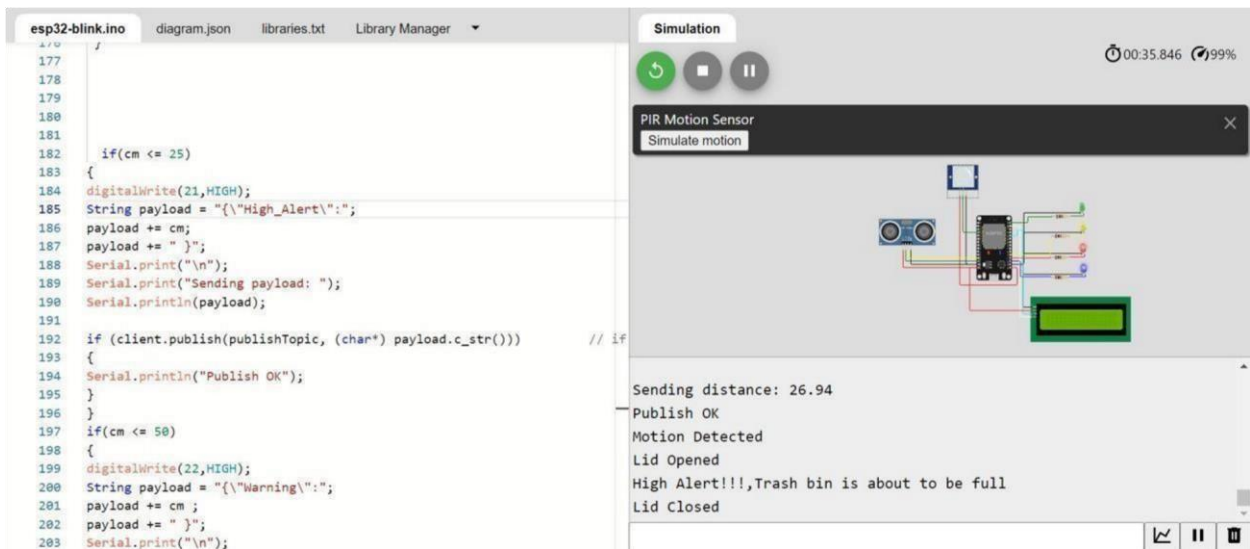 esp32-blink.ino diagram.json libraries.txt Library Manager
176 }
177
178
179
180
181
182 if(cm <= 25)
183 {
184 digitalWrite(21,HIGH);
185 String payload = "{\"High_Alert\":";
186 payload += cm;
187 payload += " }";
188 Serial.print("\n");
189 Serial.print("Sending payload: ");
190 Serial.println(payload);
191
192 if (client.publish(publishTopic, (char*) payload.c_str())) // if
193 {
194 Serial.println("Publish OK");
195 }
196 }
197 if(cm <= 50)
198 {
199 digitalWrite(22,HIGH);
200 String payload = "{\"Warning\":";
201 payload += cm ;
202 payload += " }";
203 Serial.print("\n");
Simulation
00:35.846 99%
PIR Motion Sensor
Simulate motion
Sending distance: 26.94
Publish OK
Motion Detected
Lid Opened
High Alert!!!,Trash bin is about to be full
Lid Closed